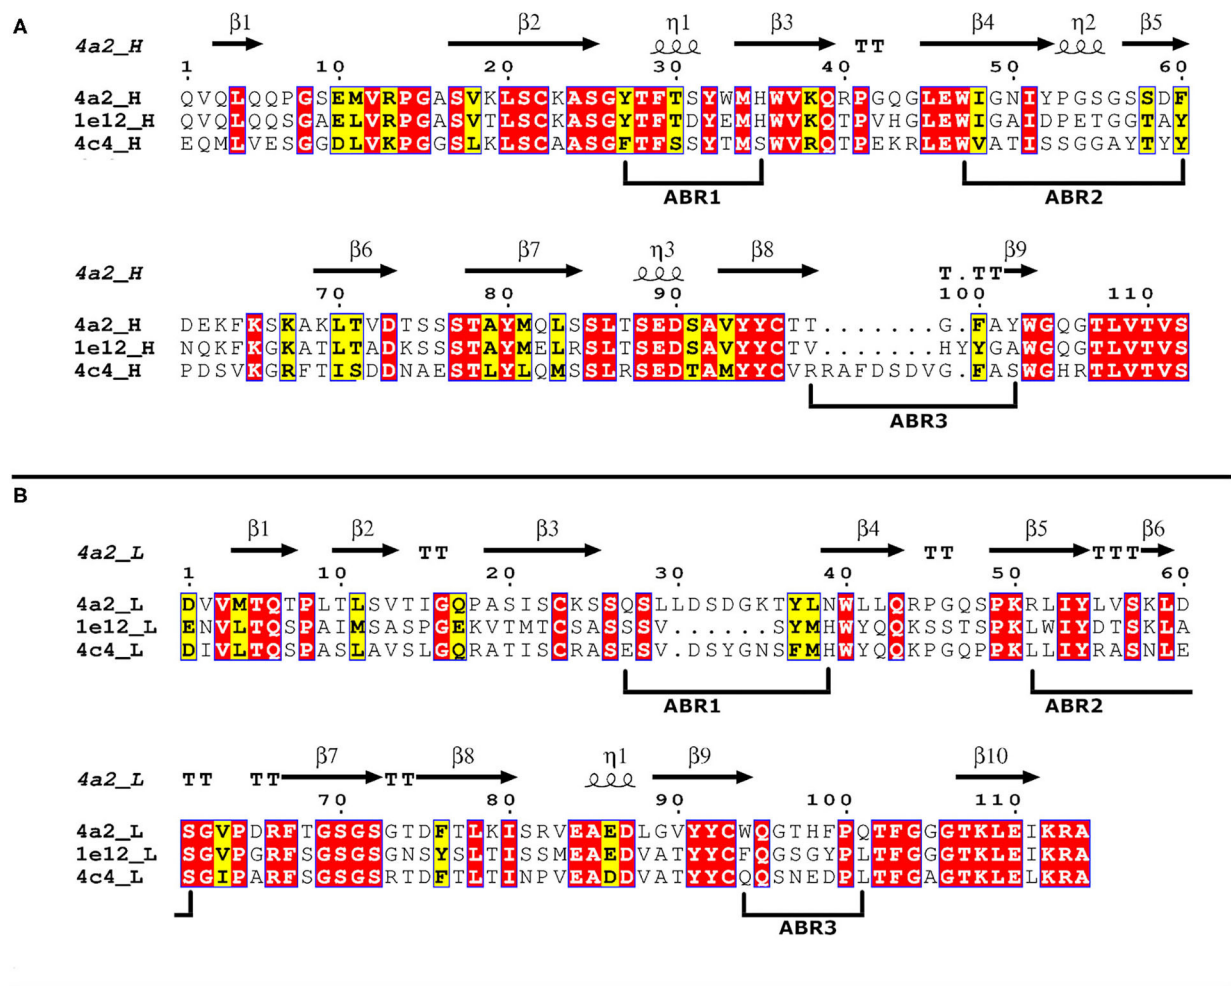 A
β1 β2 η1 β3 β4 η2 β5
4a2_H TT
1 10 20 30 40 50 60
4a2_H QVQLQQPGSEMVRPGASVKLSCKASGYTFTSYWMHWVKQRPGQGLEWIGNIYPGSGSSDF
1e12_H QVQLQQSGAELVRPGASVTLSCKASGYTFTDYEMHWVKQTPVHGLEWIGAIDPETGGTAY
4c4_H EQMLVESGGDLVKPGGSLKLSCAASGFTFSSYTMSWVRQTPEKRLEWVATISSGGAYTYY
ABR1 ABR2
β6 β7 η3 β8 β9
4a2_H T.TT
70 80 90 100 110
4a2_H DEKFKSKAKLTVDTSSSTAYMQLSSLTSEDSAVYYCTT.......G.FAYWGQGTLVTVS
1e12_H NQKFKGKATLTADKSSSTAYMELRSLTSEDSAVYYCTV.......HYYGAWGQGTLVTVS
4c4_H PDSVKGRFTISDDNAESTLYLQMSSLRSEDTAMYYCVRRAFDSDVG.FASWGHRTLVTVS
ABR3
B
β1 β2 β3 β4 β5 β6
4a2_L TT TT TTT
1 10 20 30 40 50 60
4a2_L DVVMTQTPLTLSVTIGQPASISCKSSQSLLDSDGKTYLNWLLQRPGQSPKRLIYLVSKLD
1e12_L ENVLTQSPAIMSASPGEKVTMTCSASSSV......SYMHWYQQKSSTSPKLWIYDTSKLA
4c4_L DIVLTQSPASLAVSLGQRATISCRASESV.DSYGNSFMHWYQQKPGQPPKLLIYRASNLE
ABR1 ABR2
β7 β8 η1 β9 β10
4a2_L TT TT TT
70 80 90 100 110
4a2_L SGVPDRFTGSGSGTDFTLKISRVEAEDLGVYYCWQGTHFPQTFGGGTKLEIKRA
1e12_L SGVPGRFSGSGSGNSYSLTISSMEAEDVATYYCFQGSGYPLTFGGGTKLEIKRA
4c4_L SGIPARFSGSGSRTDFTLTINPVEADDVATYYCQQSNEDPLTFGAGTKLELKRA
ABR3